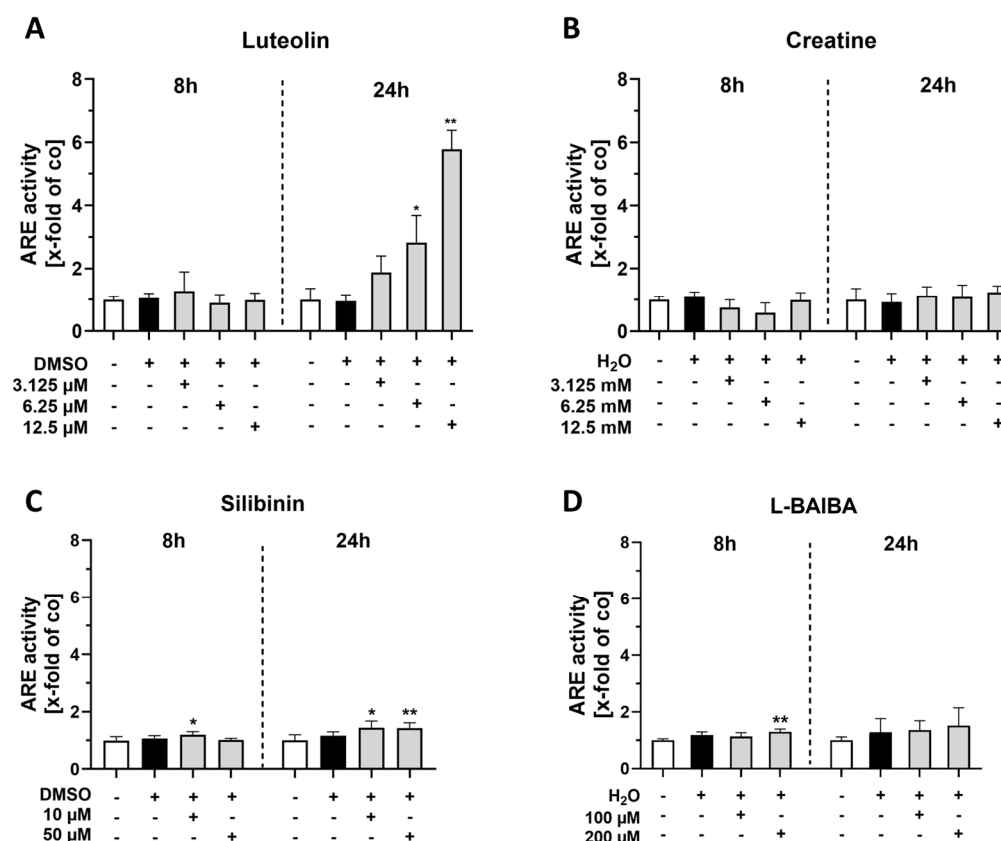 A
Luteolin
8h
24h
ARE activity
[x-fold of co]
8
6
4
2
0
*
**
DMSO - + + + + - + + + +
3.125 µM - - + - - - - + - -
6.25 µM - - - + - - - - + -
12.5 µM - - - - + - - - - +
B
Creatine
8h
24h
ARE activity
[x-fold of co]
8
6
4
2
0
H₂O - + + + + - + + + +
3.125 mM - - + - - - - + - -
6.25 mM - - - + - - - - + -
12.5 mM - - - - + - - - - +
C
Silibinin
8h
24h
ARE activity
[x-fold of co]
8
6
4
2
0
*
*
**
DMSO - + + + - + + +
10 µM - - + - - - + -
50 µM - - - + - - - +
D
L-BAIBA
8h
24h
ARE activity
[x-fold of co]
8
6
4
2
0
**
H₂O - + + + - + + +
100 µM - - + - - - + -
200 µM - - - + - - - +